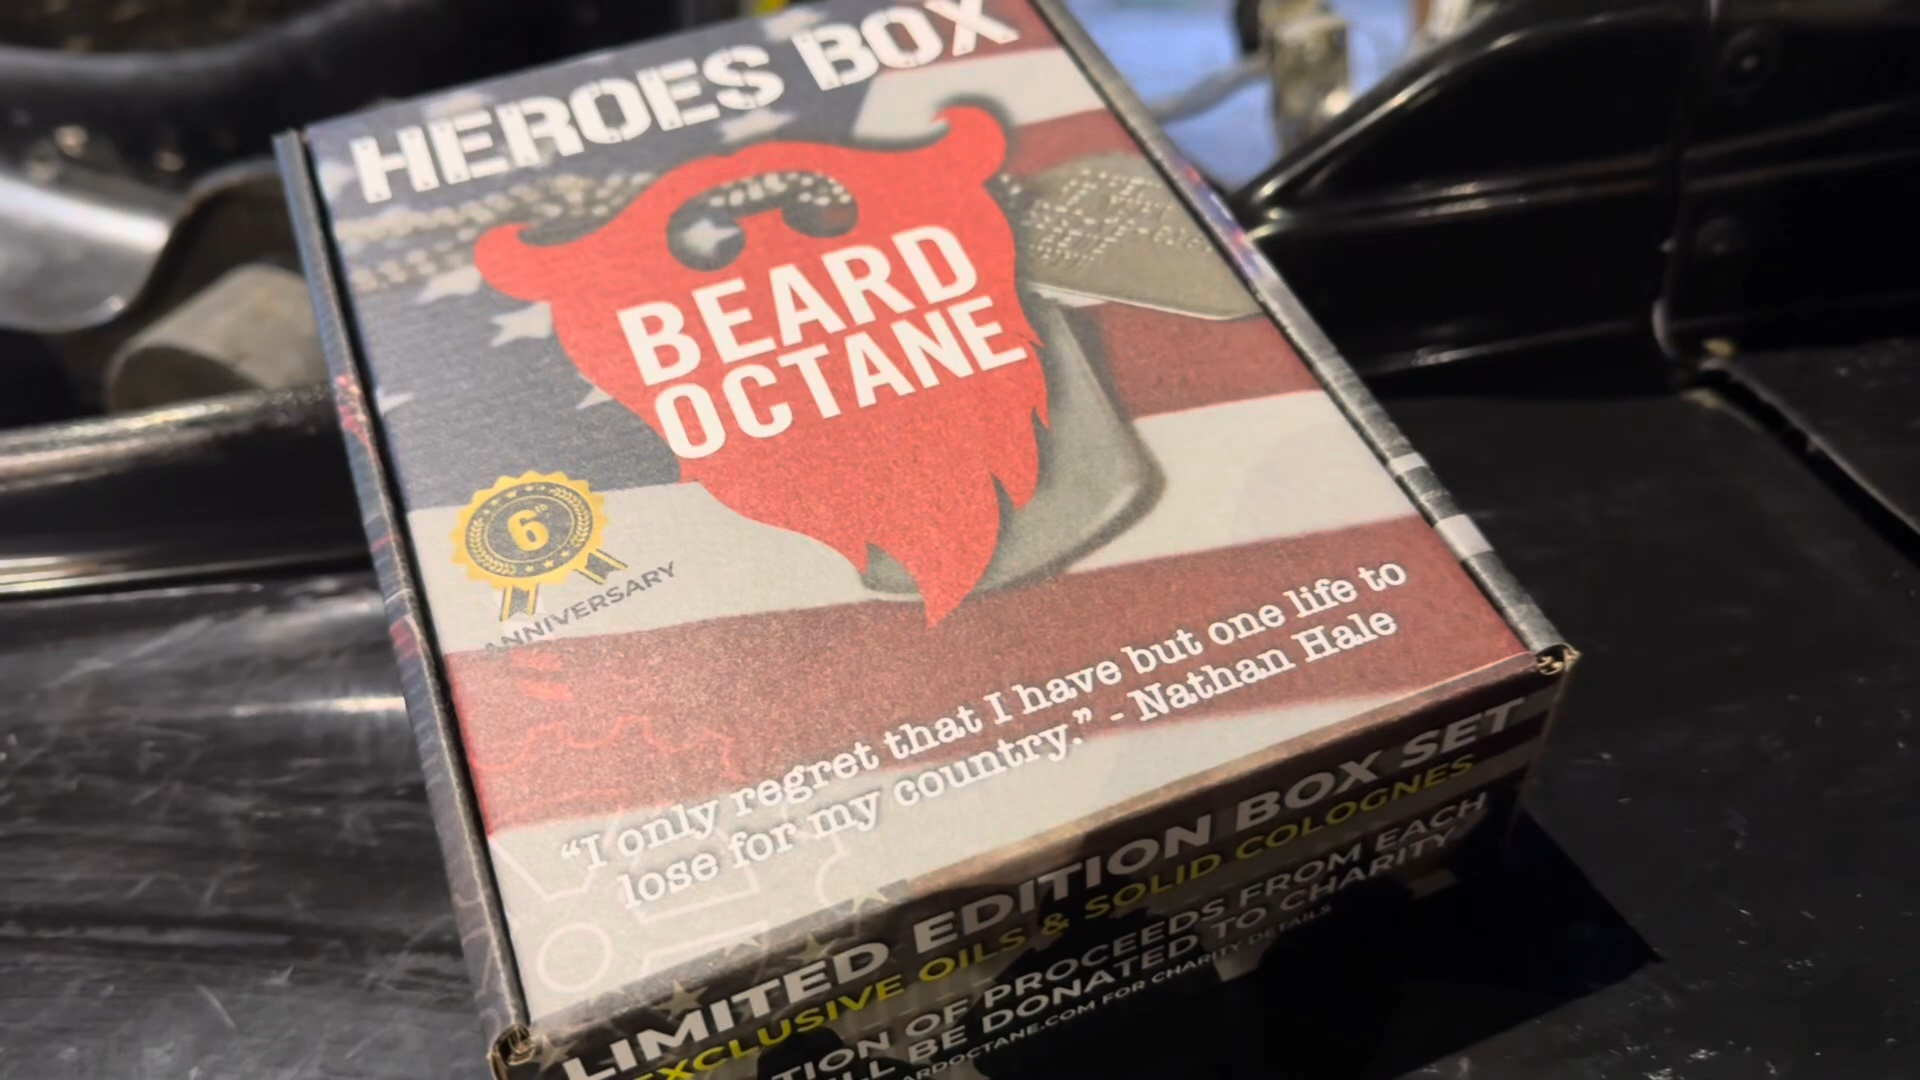 HEROES BOX
BEARD
OCTANE
6th
ANNIVERSARY
“I only regret that I have but one life to
lose for my country.” - Nathan Hale
LIMITED EDITION BOX SET
EXCLUSIVE OILS & SOLID COLOGNES
OF PROCEEDS FROM EACH
BE DONATED TO CHARITY
FOR CHARITY DETAILS